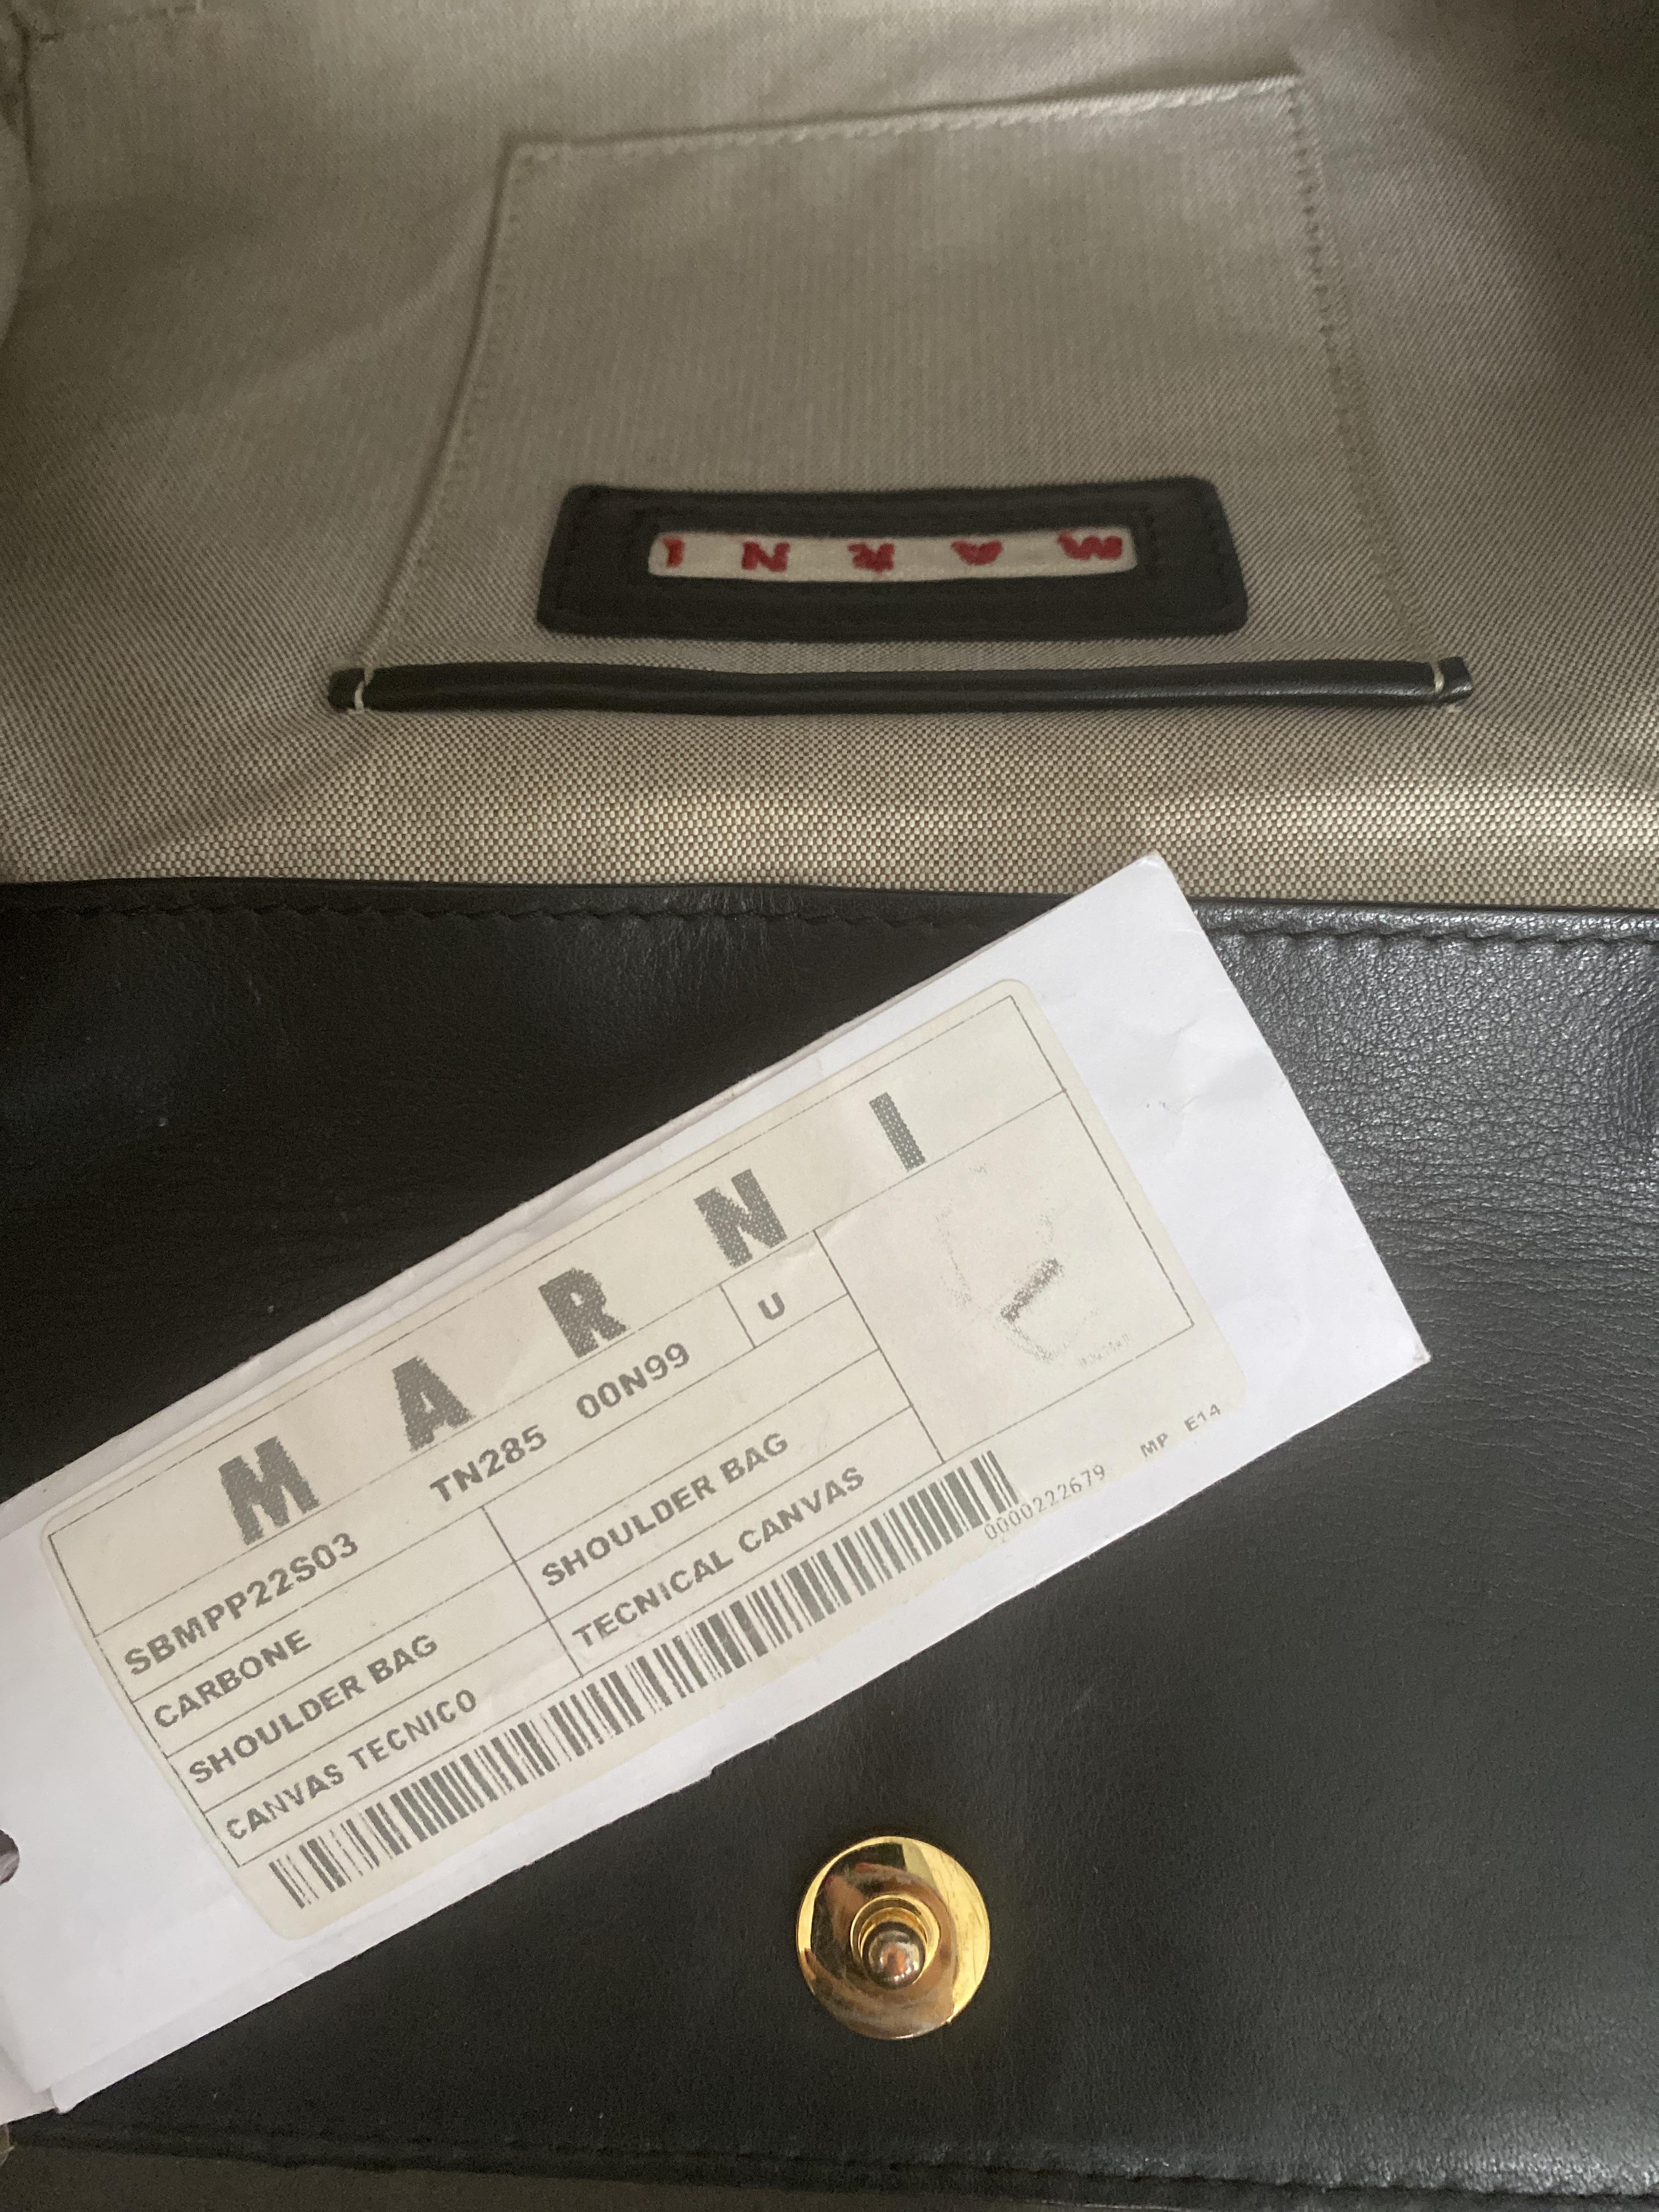 MARNI
MARNI
SBMPP22S03 TN285 00N99 U
CARBONE
SHOULDER BAG SHOULDER BAG
CANVAS TECNICO TECNICAL CANVAS
0000222679 MP E14